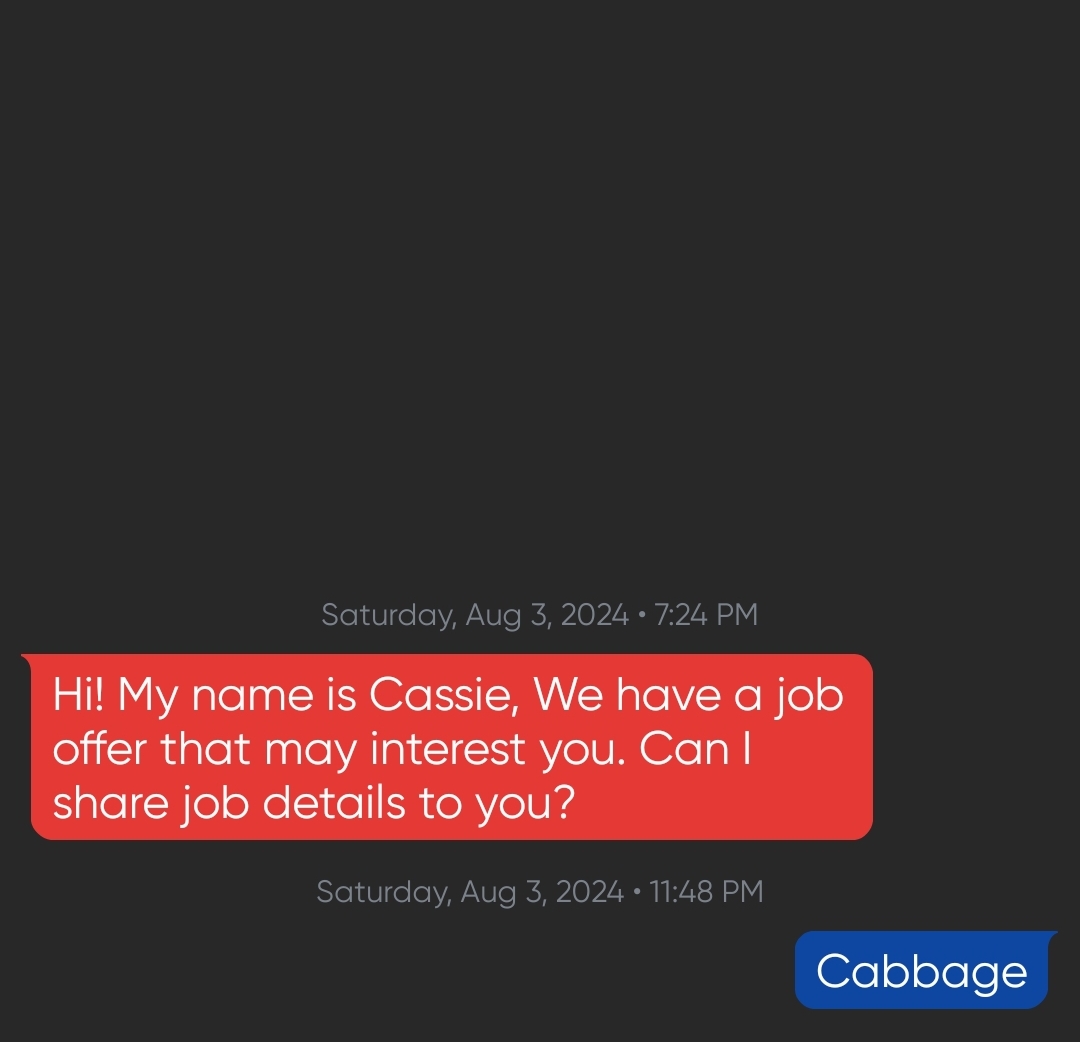 Saturday, Aug 3, 2024 • 7:24 PM
Hi! My name is Cassie, We have a job
offer that may interest you. Can I
share job details to you?
Saturday, Aug 3, 2024 • 11:48 PM
Cabbage